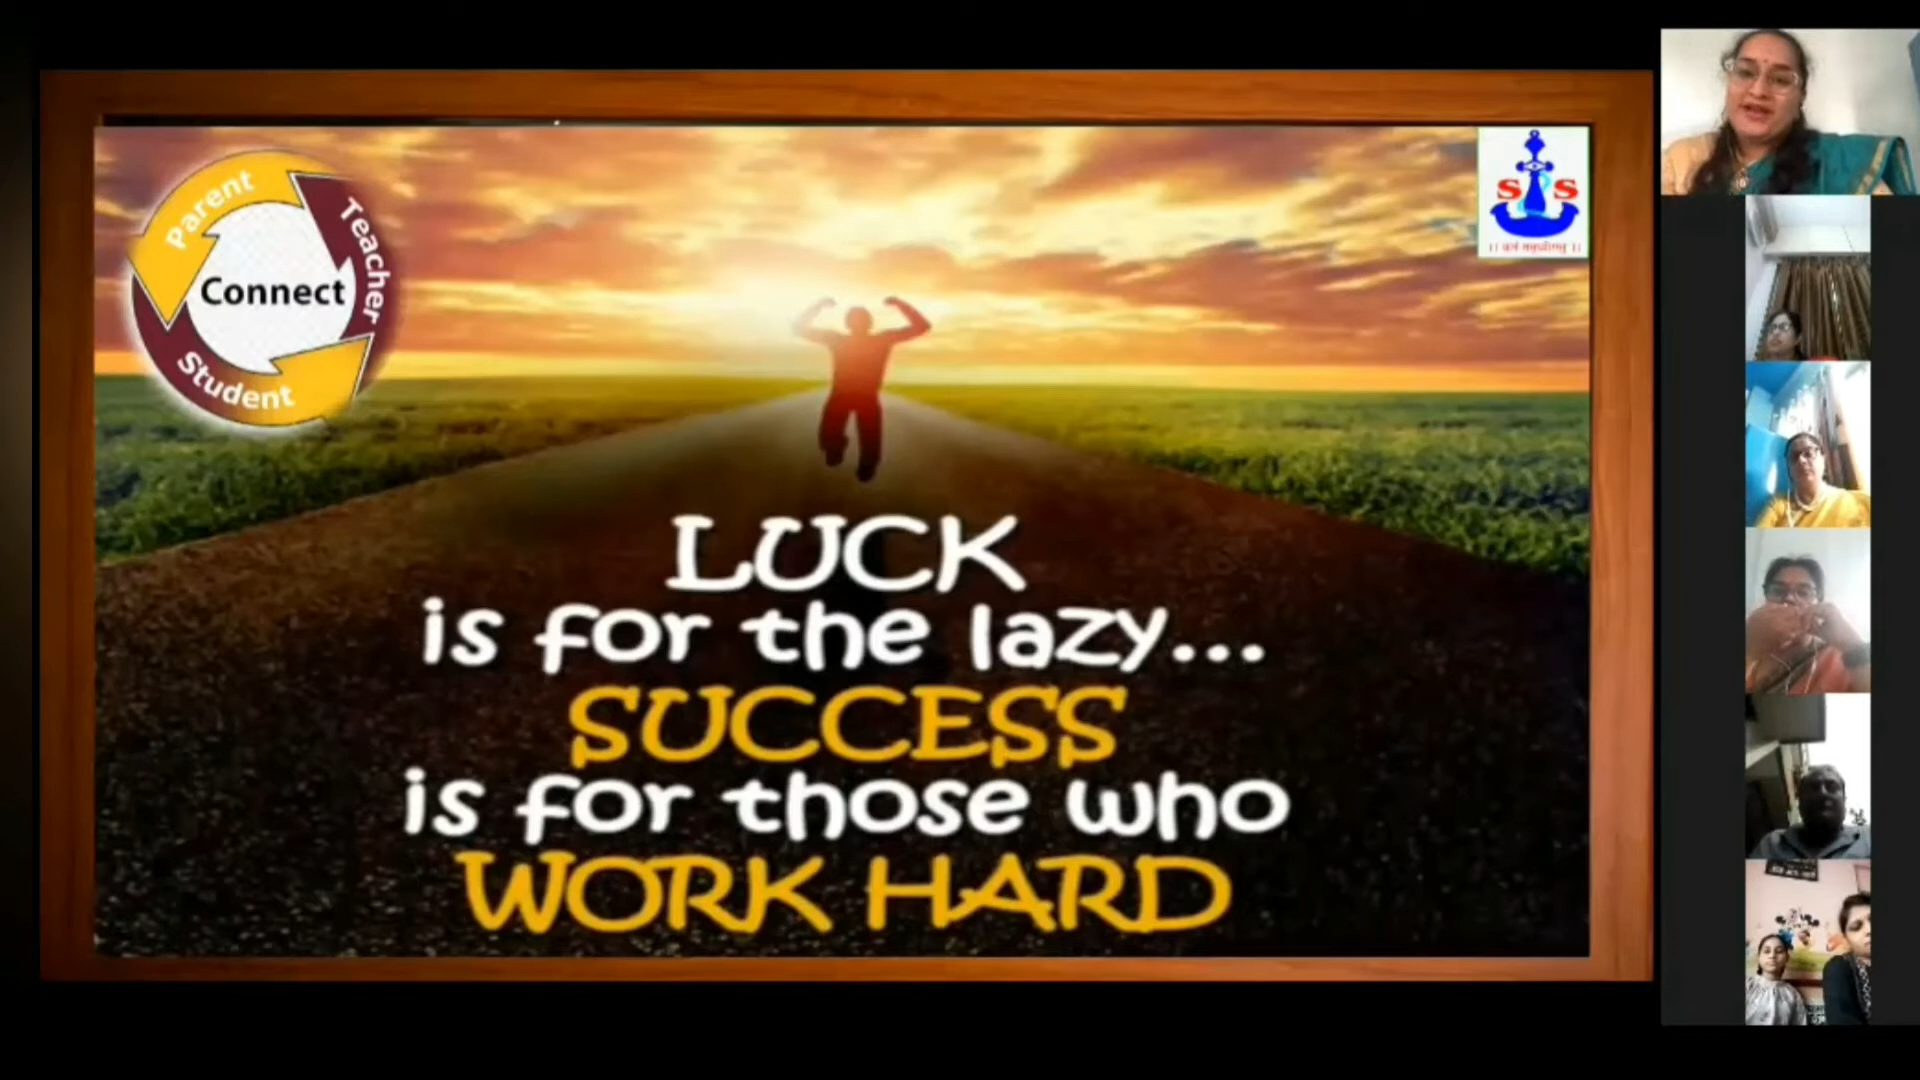 Parent
Teacher
Connect
Student
S S
LUCK
is for the lazy...
SUCCESS
is for those who
WORK HARD